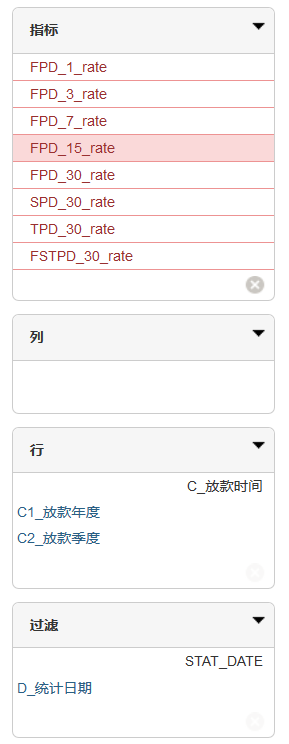 指标
FPD_1_rate
FPD_3_rate
FPD_7_rate
FPD_15_rate
FPD_30_rate
SPD_30_rate
TPD_30_rate
FSTPD_30_rate
列
行
C_放款时间
C1_放款年度
C2_放款季度
过滤
STAT_DATE
D_统计日期